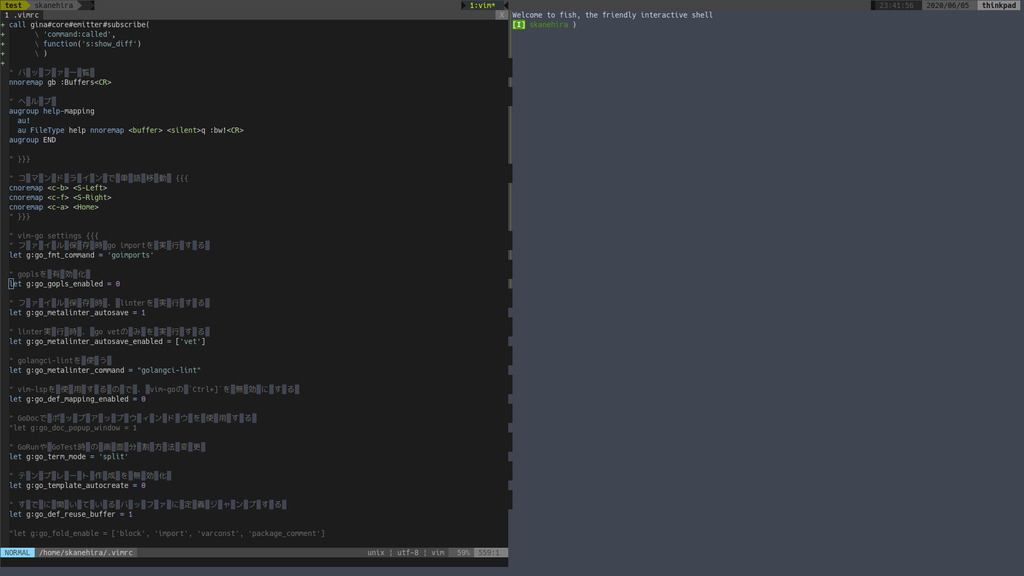 test skanehira 1:vim* 23:41:56 2020/06/05 thinkpad
1 .vimrc X
call gina#core#emitter#subscribe(
\ 'command:called',
\ function('s:show_diff')
\ )
" バッファ一覧
nnoremap gb :Buffers<CR>
" ヘルプ
augroup help-mapping
au!
au FileType help nnoremap <buffer> <silent>q :bw!<CR>
augroup END
" }}}
" コマンドラインで単語移動 {{{
cnoremap <c-b> <S-Left>
cnoremap <c-f> <S-Right>
cnoremap <c-a> <Home>
" }}}
" vim-go settings {{{
" ファイル保存時go importを実行する
let g:go_fmt_command = 'goimports'
" goplsを有効化
let g:go_gopls_enabled = 0
" ファイル保存時、linterを実行する
let g:go_metalinter_autosave = 1
" linter実行時、go vetのみを実行する
let g:go_metalinter_autosave_enabled = ['vet']
" golangci-lintを使う
let g:go_metalinter_command = "golangci-lint"
" vim-lspを使用するので、vim-goの`Ctrl+]`を無効にする
let g:go_def_mapping_enabled = 0
" GoDocでポップアップウィンドウを使用する
"let g:go_doc_popup_window = 1
" GoRunやGoTest時の画面分割方法変更
let g:go_term_mode = 'split'
" テンプレート作成を無効化
let g:go_template_autocreate = 0
" すでに開いているバッファに定義ジャンプする
let g:go_def_reuse_buffer = 1
"let g:go_fold_enable = ['block', 'import', 'varconst', 'package_comment']
NORMAL /home/skanehira/.vimrc unix ¦ utf-8 ¦ vim 59% 559:1
Welcome to fish, the friendly interactive shell
[I] skanehira )